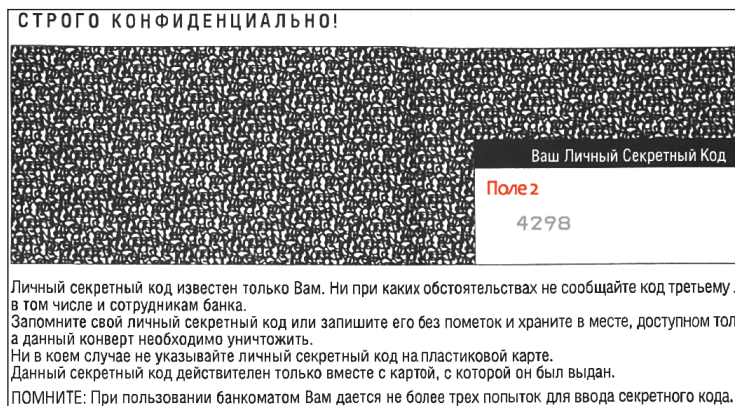 СТРОГО КОНФИДЕНЦИАЛЬНО!
Ваш Личный Секретный Код
Поле 2
4298
Личный секретный код известен только Вам. Ни при каких обстоятельствах не сообщайте код третьему
в том числе и сотрудникам банка.
Запомните свой личный секретный код или запишите его без пометок и храните в месте, доступном
а данный конверт необходимо уничтожить.
Ни в коем случае не указывайте личный секретный код на пластиковой карте.
Данный секретный код действителен только вместе с картой, с которой он был выдан.
ПОМНИТЕ: При пользовании банкоматом Вам дается не более трех попыток для ввода секретного кода.